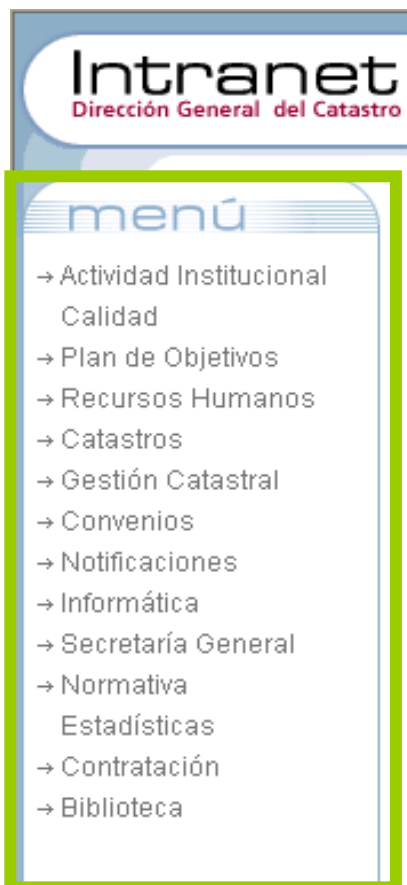 Intranet
Dirección General del Catastro
menú
→ Actividad Institucional
Calidad
→ Plan de Objetivos
→ Recursos Humanos
→ Catastros
→ Gestión Catastral
→ Convenios
→ Notificaciones
→ Informática
→ Secretaría General
→ Normativa
Estadísticas
→ Contratación
→ Biblioteca